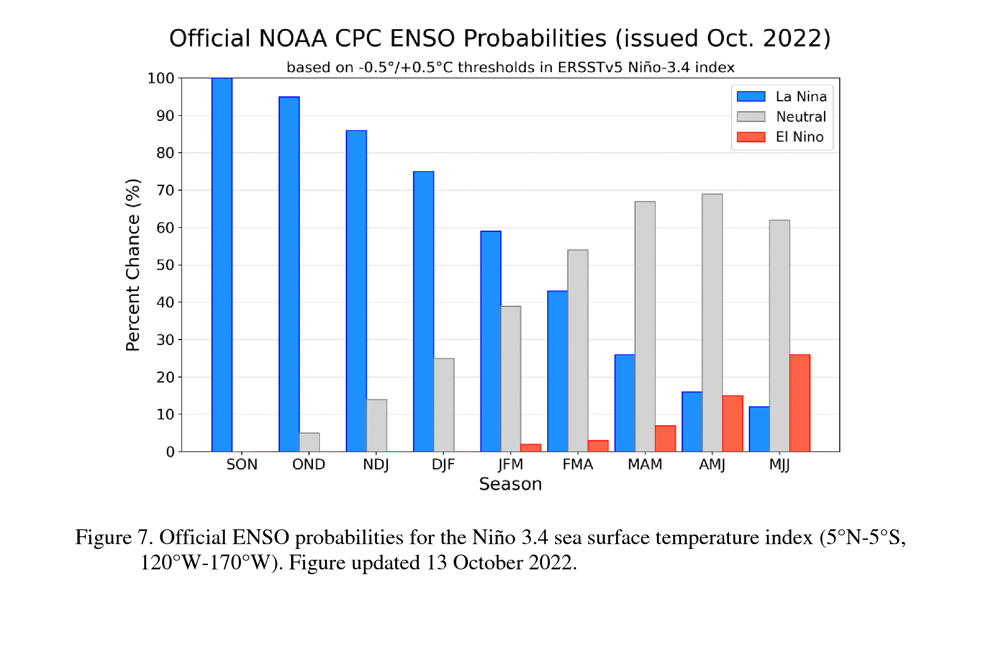 Official NOAA CPC ENSO Probabilities (issued Oct. 2022)
based on -0.5°/+0.5°C thresholds in ERSSTv5 Niño-3.4 index
100
90
80
70
60
50
40
30
20
10
0
Percent Chance (%)
La Nina
Neutral
El Nino
SON OND NDJ DJF JFM FMA MAM AMJ MJJ
Season
Figure 7. Official ENSO probabilities for the Niño 3.4 sea surface temperature index (5°N-5°S,
120°W-170°W). Figure updated 13 October 2022.